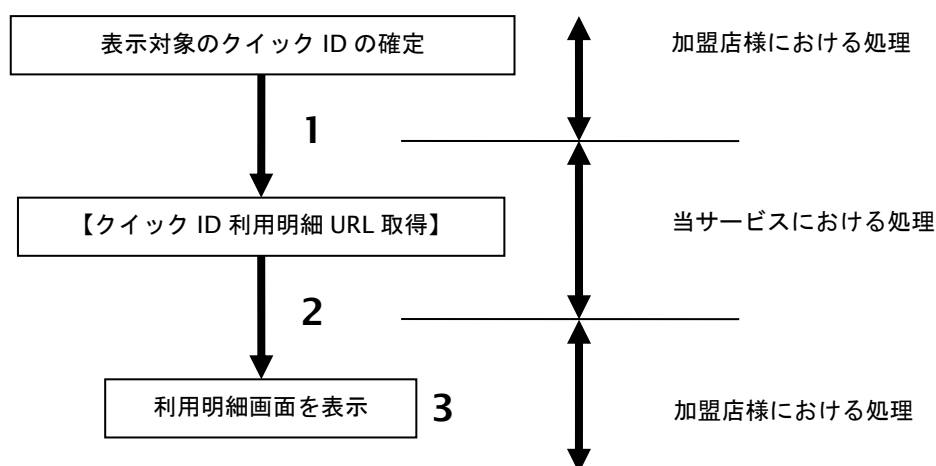 表示対象のクイック ID の確定
加盟店様における処理
1
【クイック ID 利用明細 URL 取得】
当サービスにおける処理
2
利用明細画面を表示
3
加盟店様における処理